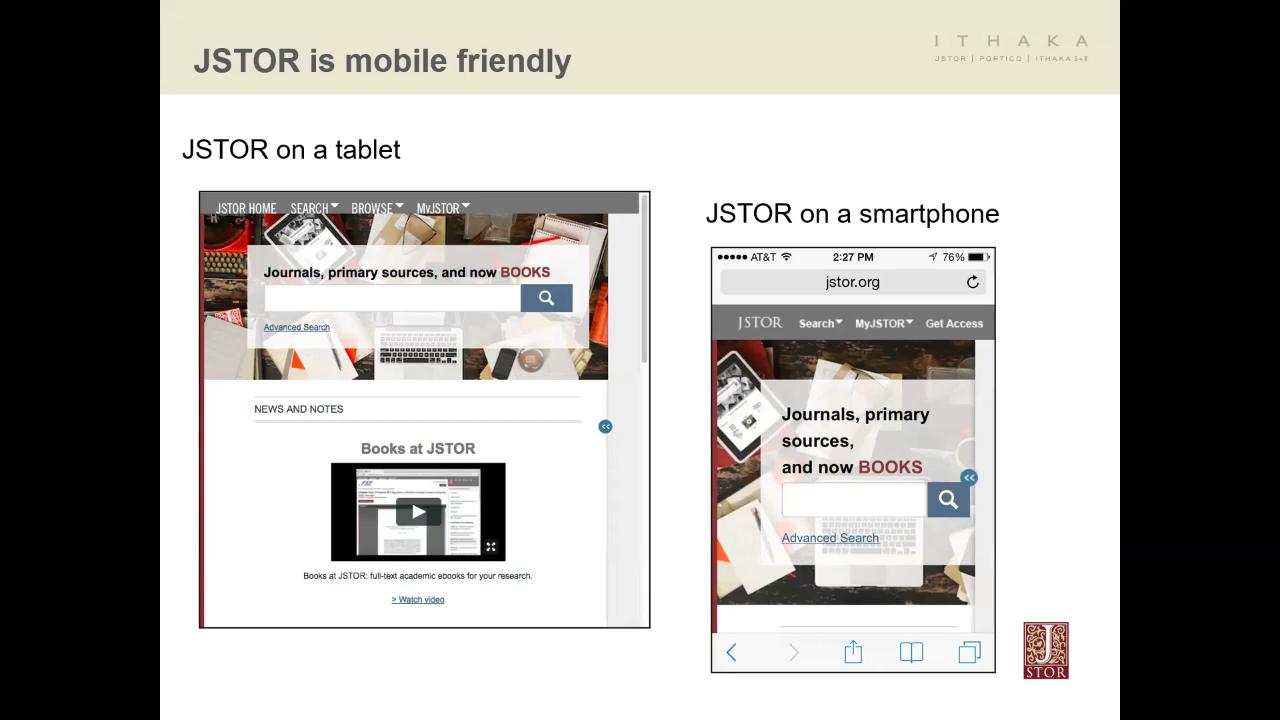 JSTOR is mobile friendly
I T H A K A
JSTOR | PORTICO | ITHAKA S+R
JSTOR on a tablet
JSTOR HOME SEARCH BROWSE MyJSTOR
Journals, primary sources, and now BOOKS
Advanced Search
NEWS AND NOTES
Books at JSTOR
Books at JSTOR: full-text academic ebooks for your research.
> Watch video
JSTOR on a smartphone
AT&T 2:27 PM 76%
jstor.org
JSTOR Search MyJSTOR Get Access
Journals, primary
sources,
and now BOOKS
Advanced Search
J
STOR